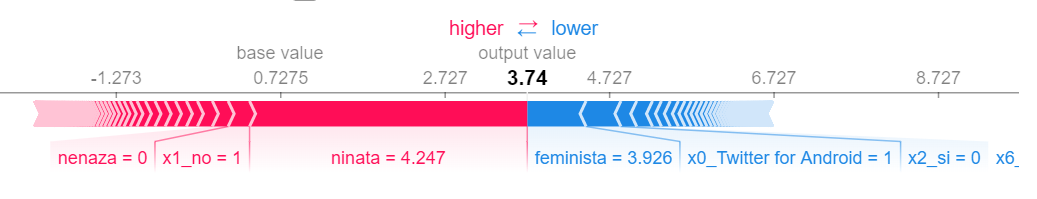 higher lower
base value output value
-1.273 0.7275 2.727 3.74 4.727 6.727 8.727
nenaza = 0 x1_no = 1 ninata = 4.247 feminista = 3.926 x0_Twitter for Android = 1 x2_si = 0 x6_